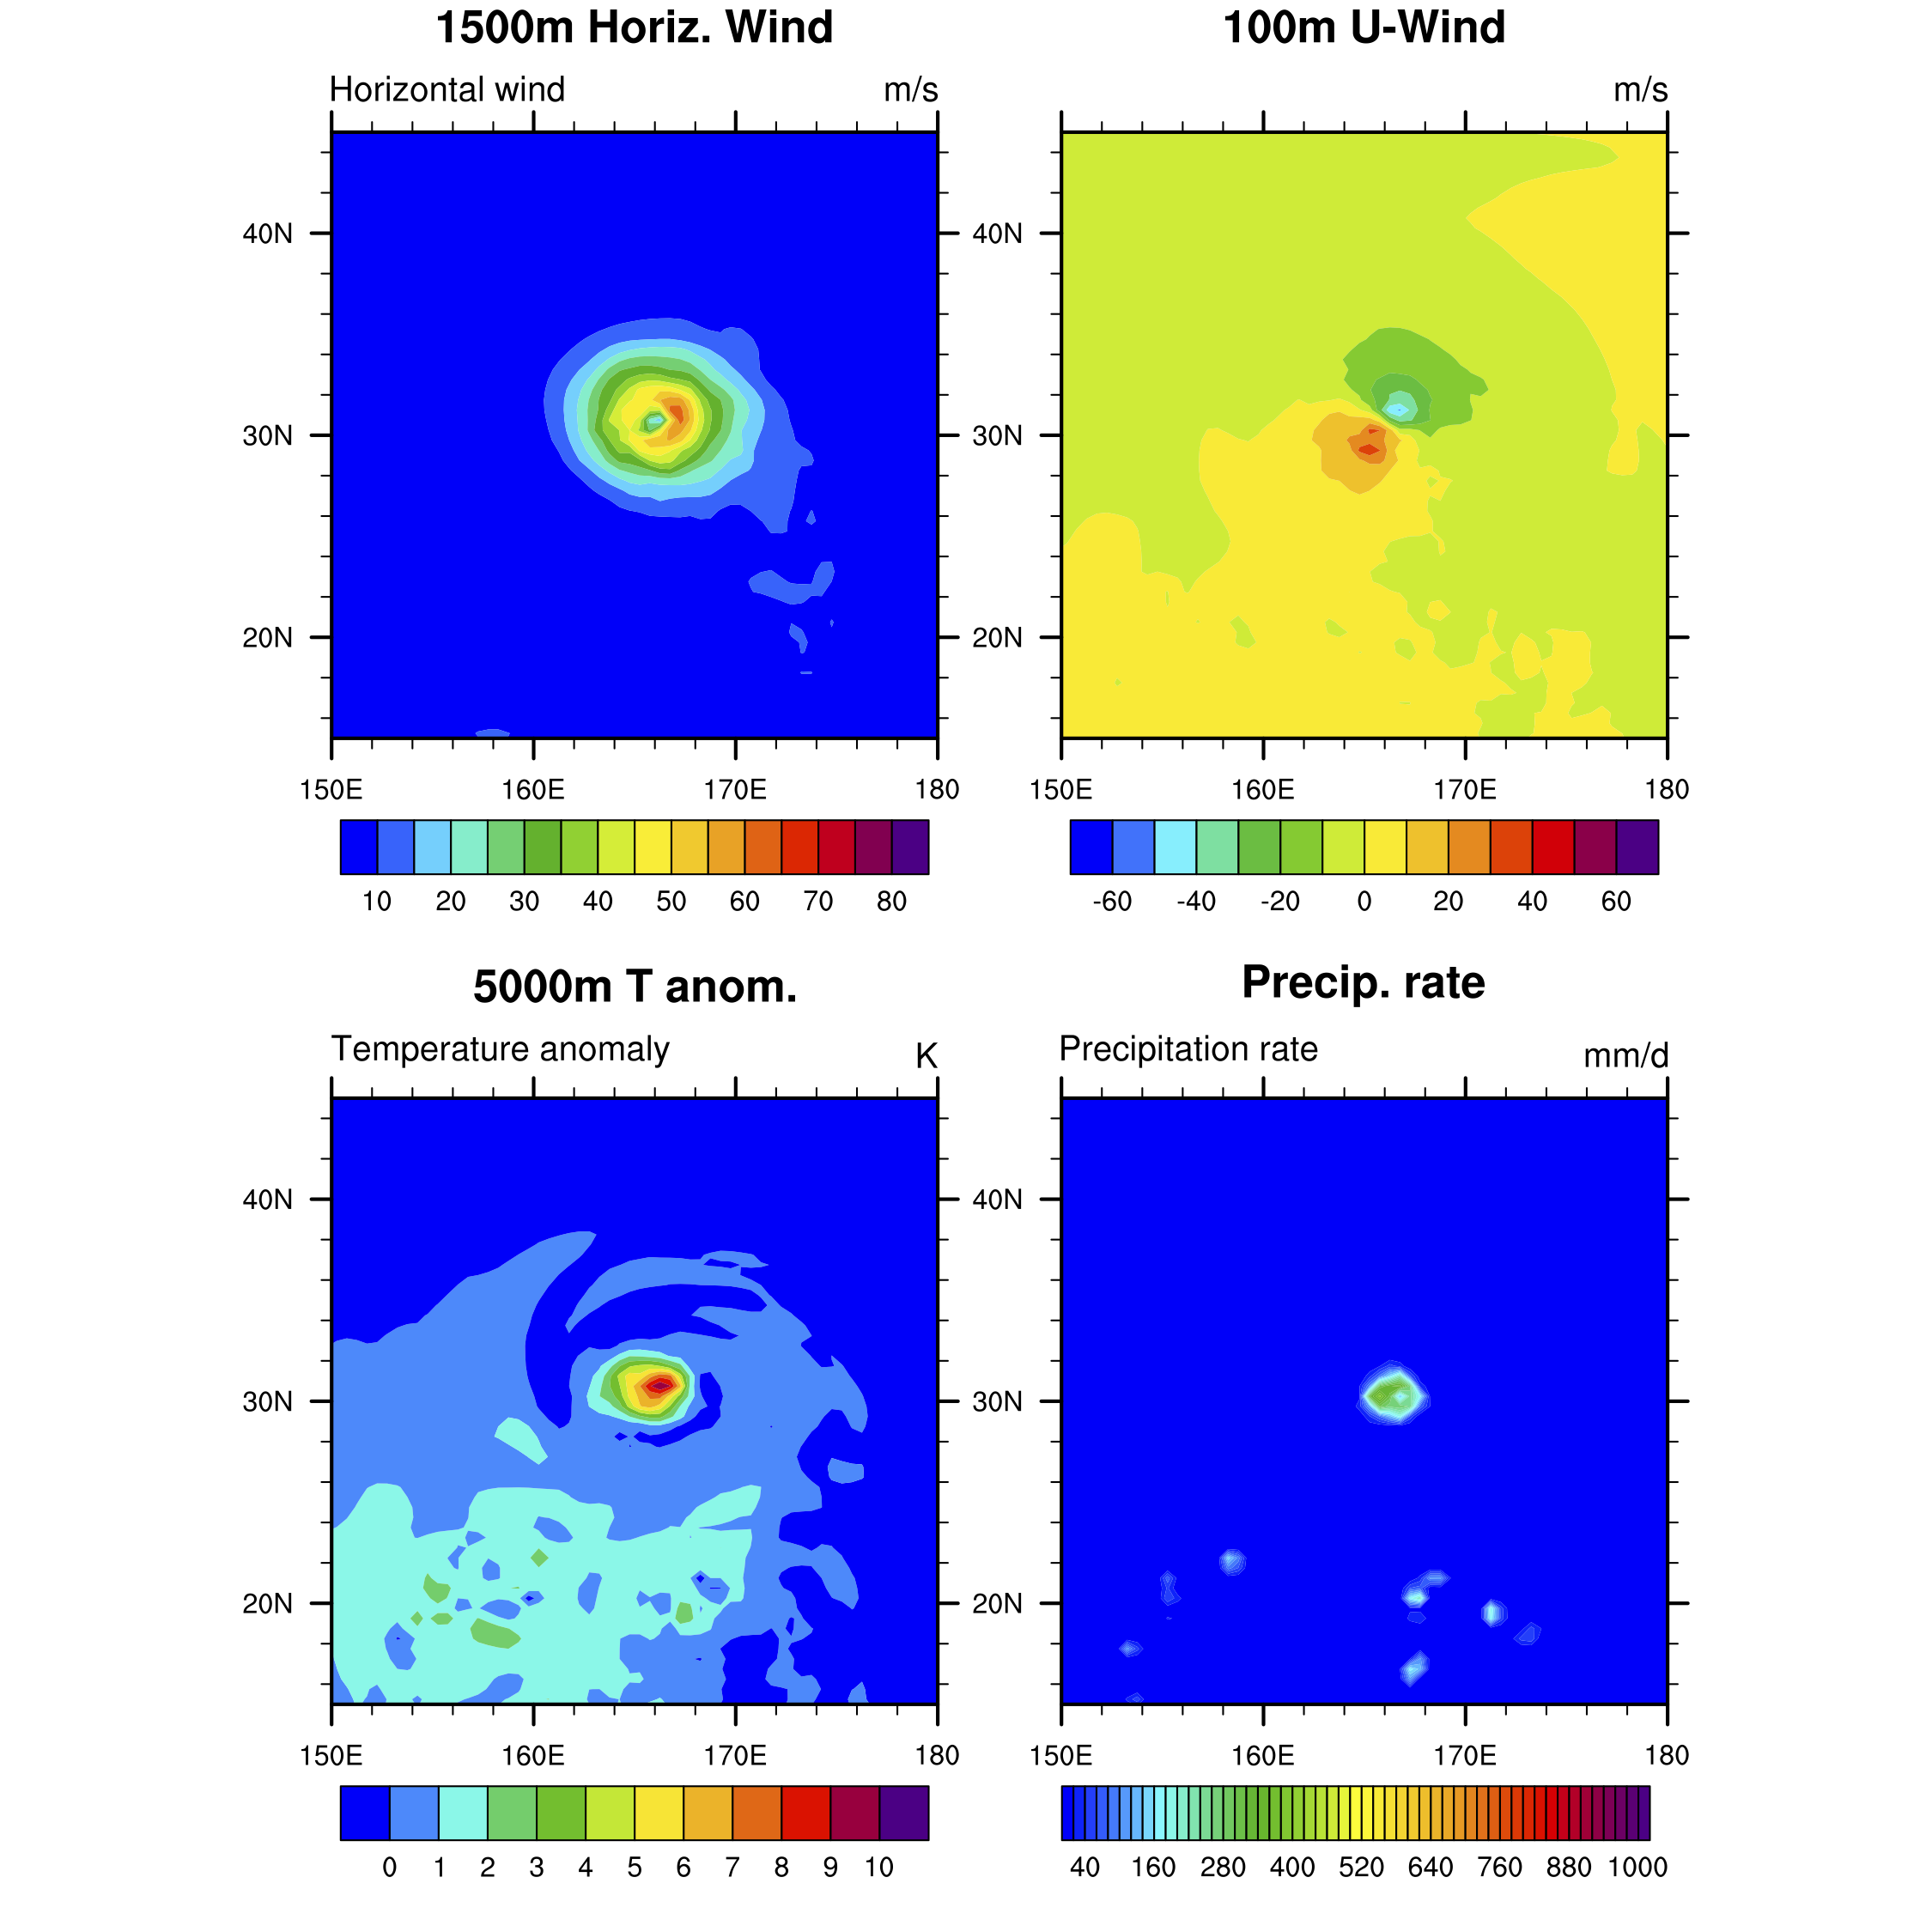 1500m Horiz. Wind
Horizontal wind m/s
40N
30N
20N
150E 160E 170E 180
10 20 30 40 50 60 70 80
100m U-Wind
m/s
40N
30N
20N
150E 160E 170E 180
-60 -40 -20 0 20 40 60
5000m T anom.
Temperature anomaly K
40N
30N
20N
150E 160E 170E 180
0 1 2 3 4 5 6 7 8 9 10
Precip. rate
Precipitation rate mm/d
40N
30N
20N
150E 160E 170E 180
40 160 280 400 520 640 760 880 1000